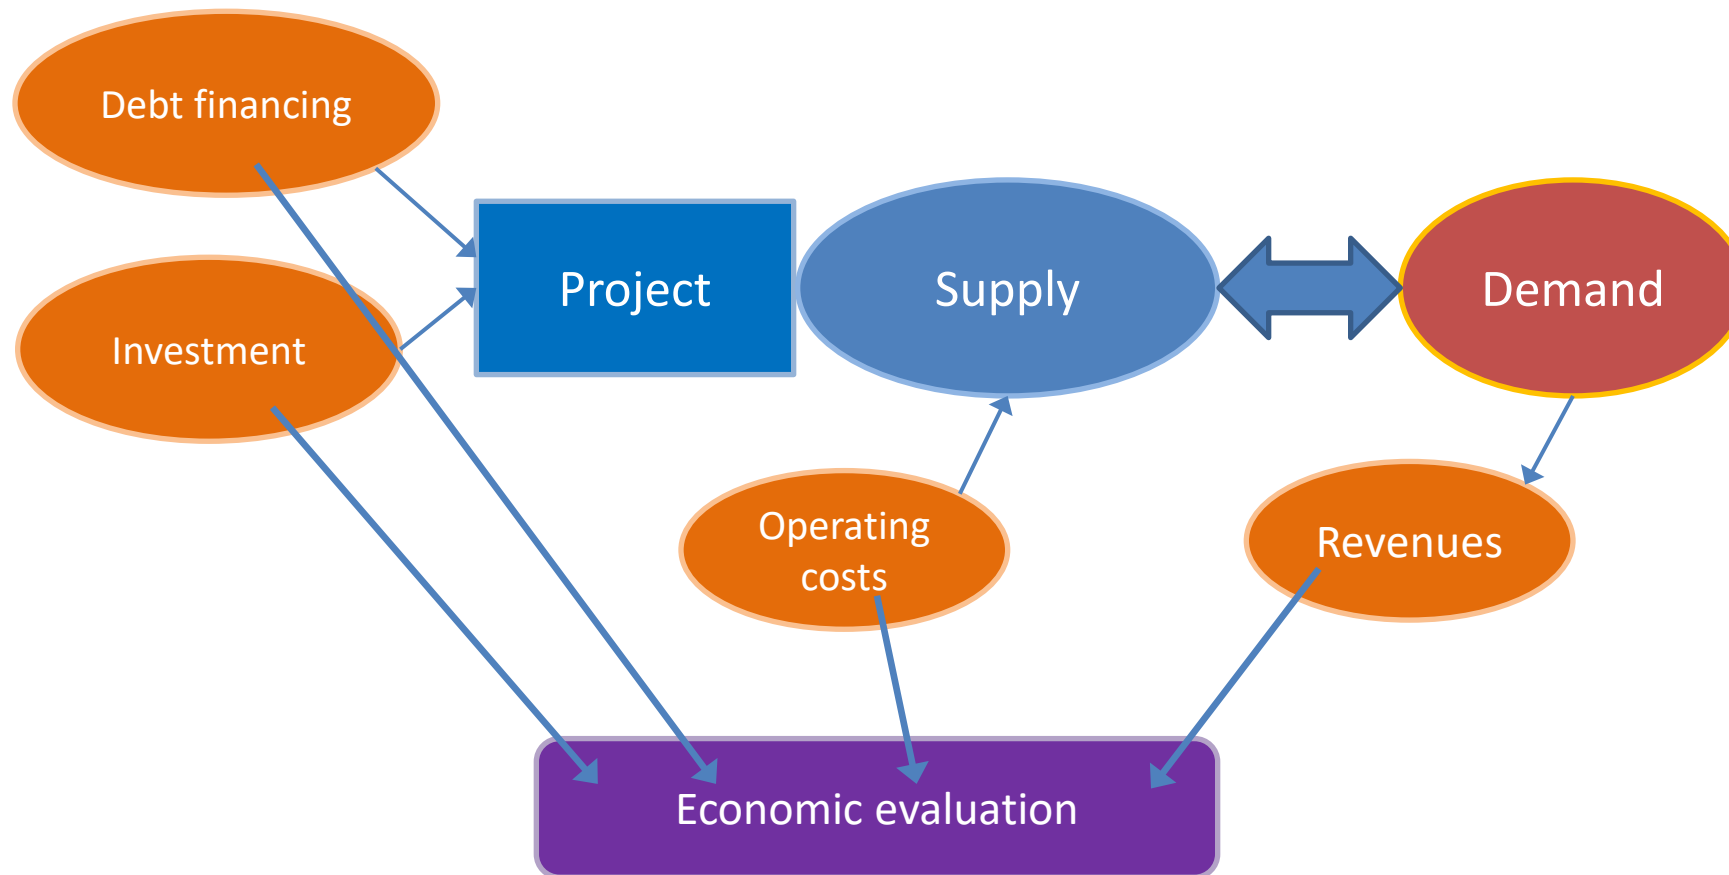 Debt financing
Project
Supply
Demand
Investment
Operating
costs
Revenues
Economic evaluation